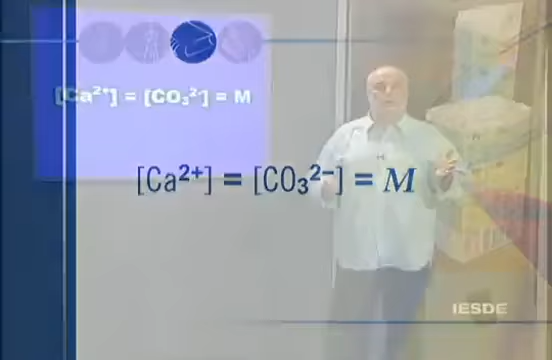 [Ca²⁺] = [CO₃²⁻] = M
[Ca²⁺] = [CO₃²⁻] = M
IESDE